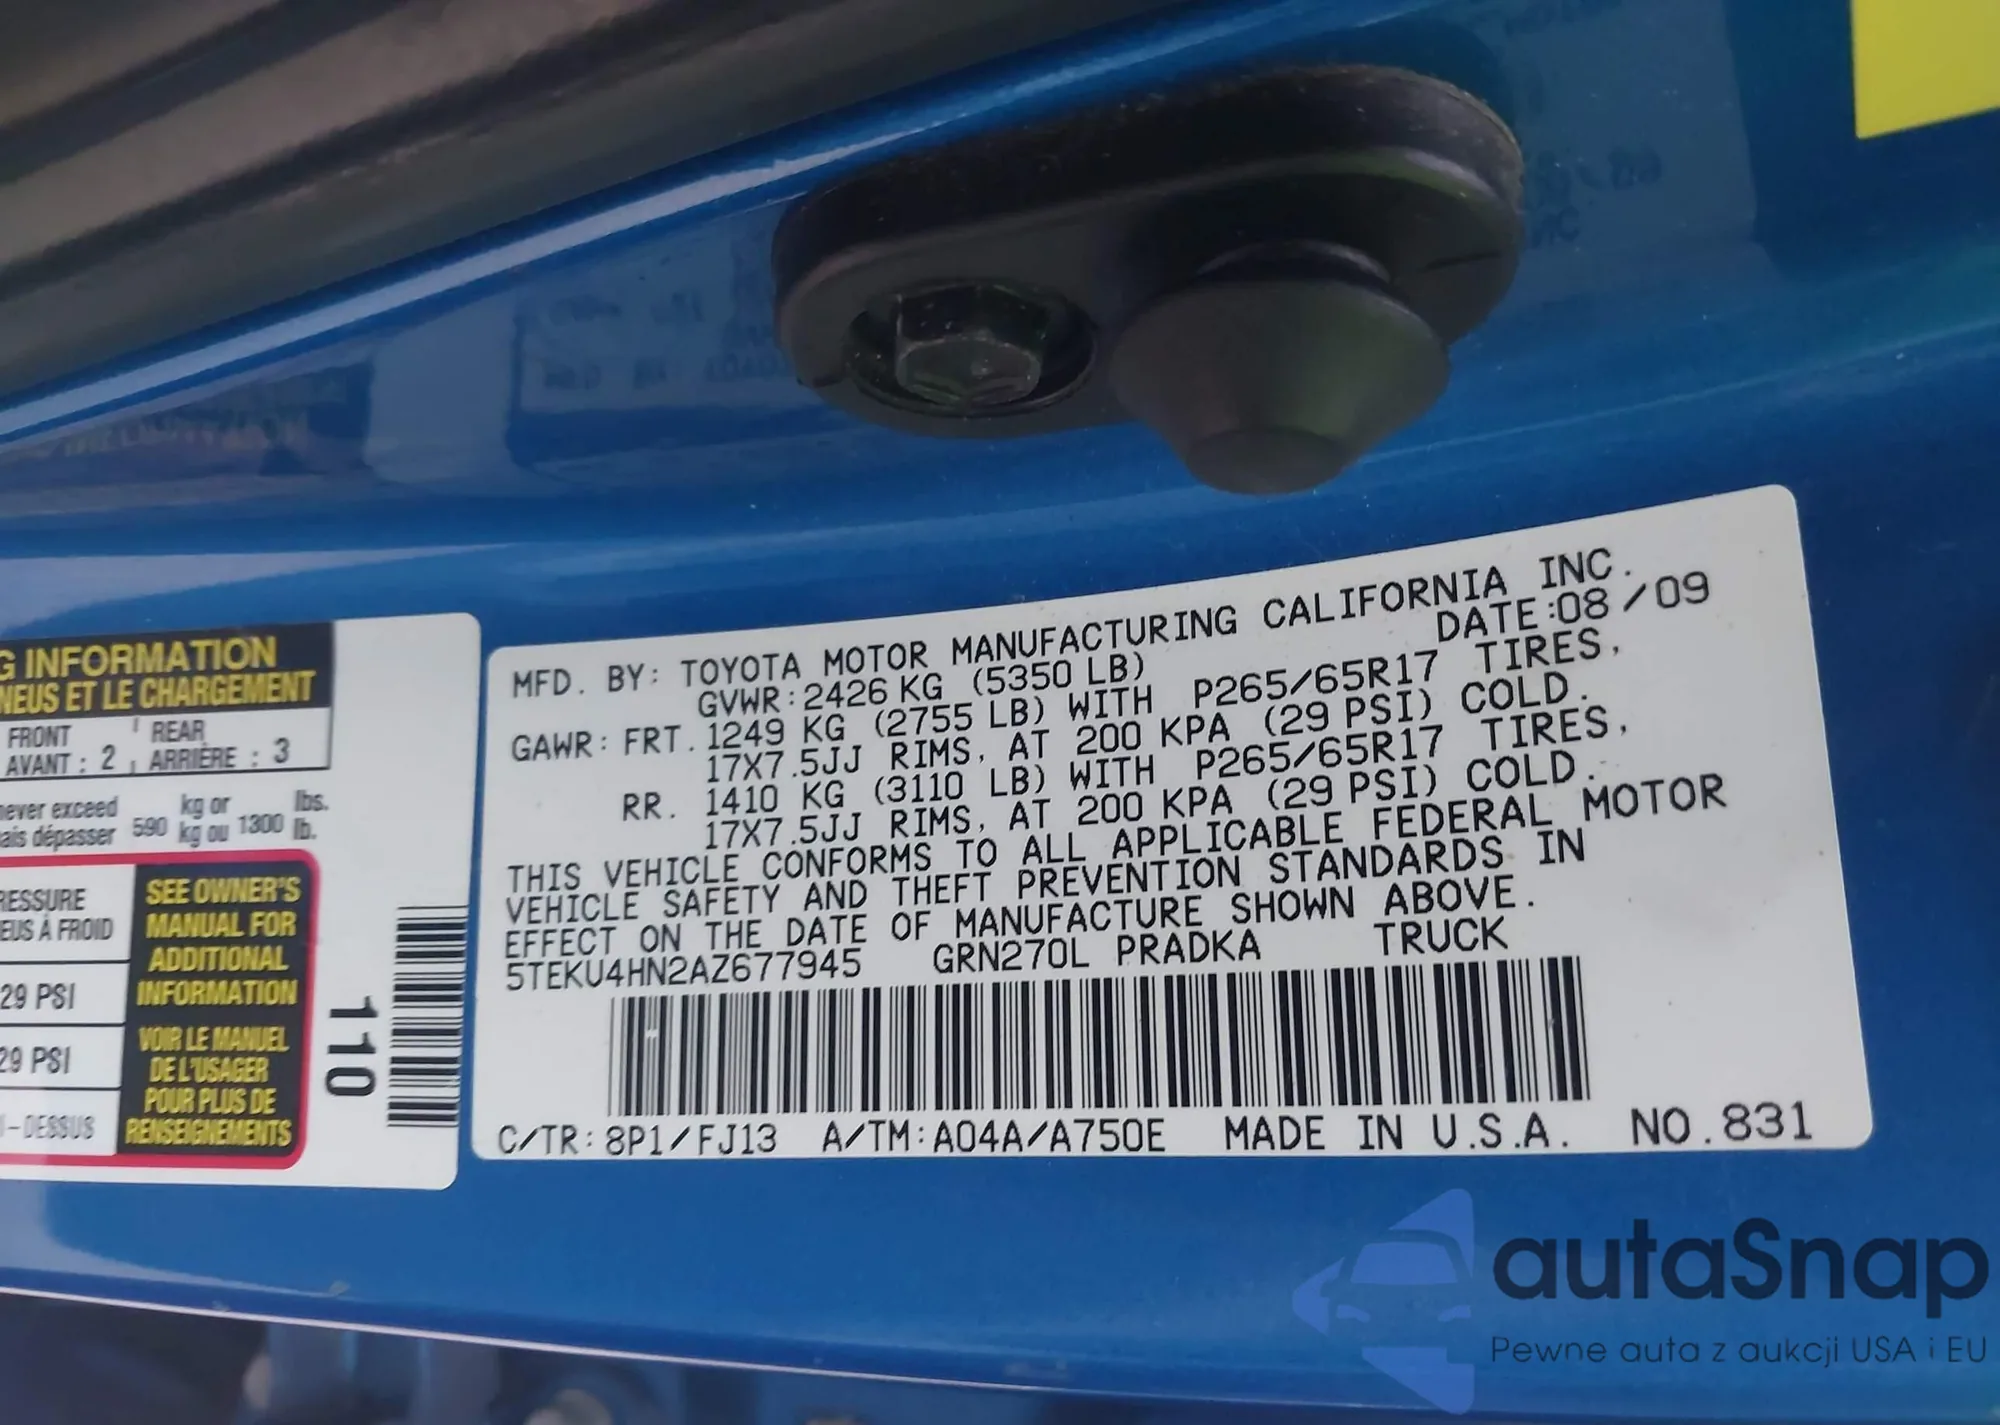 G INFORMATION
NEUS ET LE CHARGEMENT
FRONT REAR
AVANT : 2 ARRIÈRE : 3
never exceed kg or lbs.
ais dépasser 590 kg ou 1300 lb.
RESSURE
EUS À FROID
29 PSI
29 PSI
I-DESSUS
SEE OWNER'S
MANUAL FOR
ADDITIONAL
INFORMATION
VOIR LE MANUEL
DE L'USAGER
POUR PLUS DE
RENSEIGNEMENTS
110
MFD. BY: TOYOTA MOTOR MANUFACTURING CALIFORNIA INC.
GVWR: 2426 KG (5350 LB) DATE:08/09
GAWR: FRT. 1249 KG (2755 LB) WITH P265/65R17 TIRES,
17X7.5JJ RIMS, AT 200 KPA (29 PSI) COLD.
RR. 1410 KG (3110 LB) WITH P265/65R17 TIRES,
17X7.5JJ RIMS, AT 200 KPA (29 PSI) COLD.
THIS VEHICLE CONFORMS TO ALL APPLICABLE FEDERAL MOTOR
VEHICLE SAFETY AND THEFT PREVENTION STANDARDS IN
EFFECT ON THE DATE OF MANUFACTURE SHOWN ABOVE.
5TEKU4HN2AZ677945 GRN270L PRADKA TRUCK
C/TR: 8P1/FJ13 A/TM: A04A/A750E MADE IN U.S.A. NO.831
autaSnap
Pewne auta z aukcji USA i EU